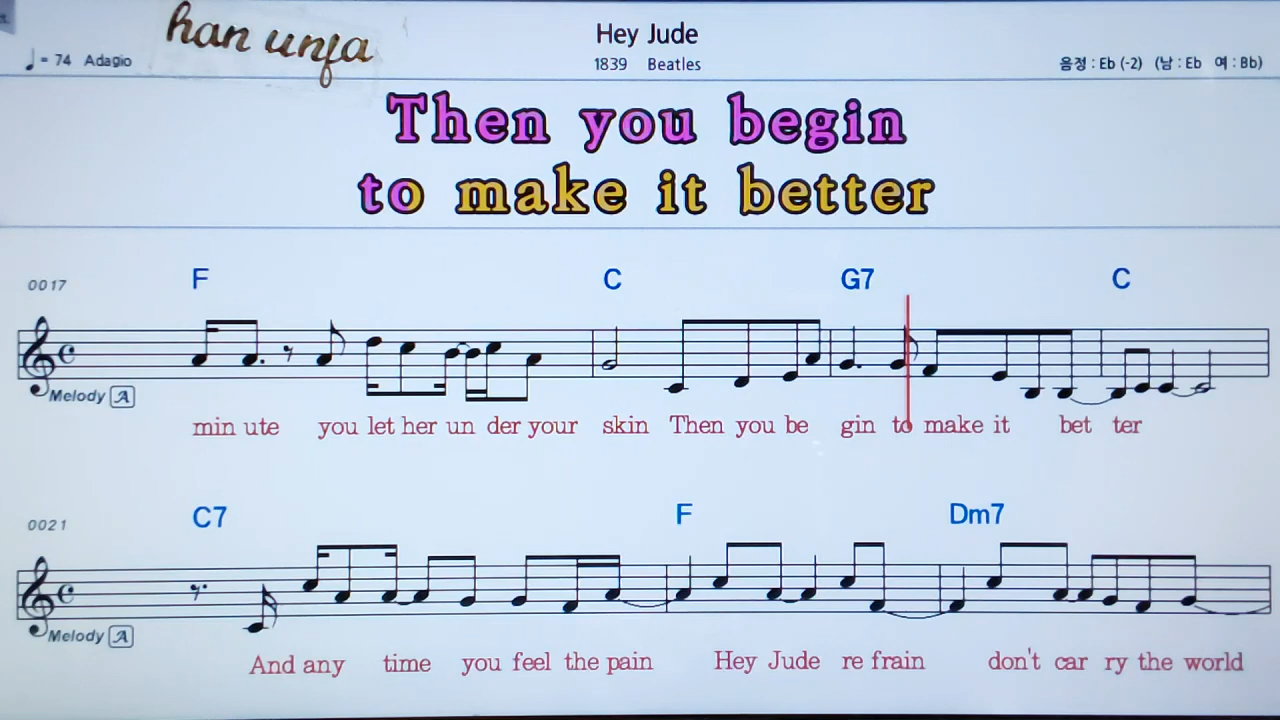 han unfa
Hey Jude
♩= 74 Adagio
1839 Beatles
음정 : Eb (-2) (남 : Eb 여 : Bb)
Then you begin
to make it better
0017 F C G7 C
Melody A
min ute you let her un der your skin Then you be gin to make it bet ter
0021 C7 F Dm7
Melody A
And any time you feel the pain Hey Jude re frain don't car ry the world